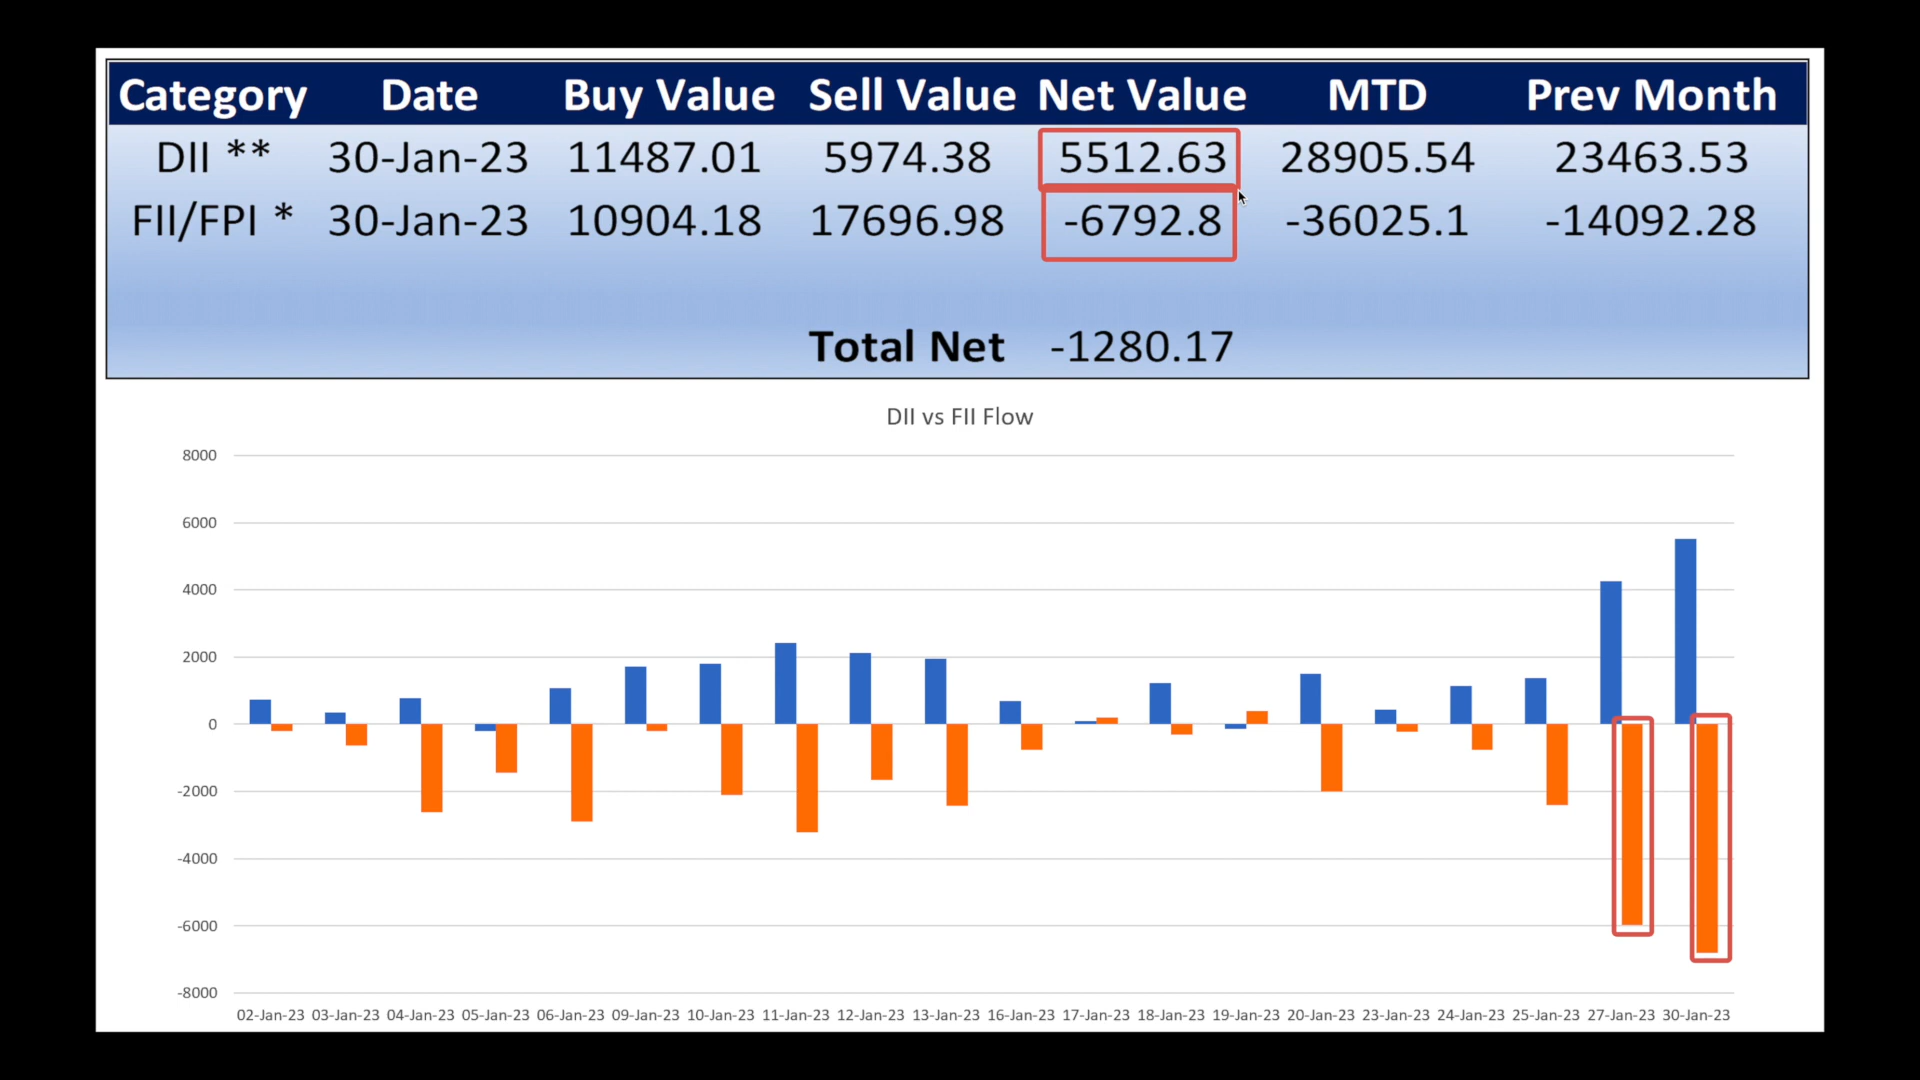 Category Date Buy Value Sell Value Net Value MTD Prev Month
DII ** 30-Jan-23 11487.01 5974.38 5512.63 28905.54 23463.53
FII/FPI * 30-Jan-23 10904.18 17696.98 -6792.8 -36025.1 -14092.28
Total Net -1280.17
DII vs FII Flow
8000
6000
4000
2000
0
-2000
-4000
-6000
-8000
02-Jan-23 03-Jan-23 04-Jan-23 05-Jan-23 06-Jan-23 09-Jan-23 10-Jan-23 11-Jan-23 12-Jan-23 13-Jan-23 16-Jan-23 17-Jan-23 18-Jan-23 19-Jan-23 20-Jan-23 23-Jan-23 24-Jan-23 25-Jan-23 27-Jan-23 30-Jan-23